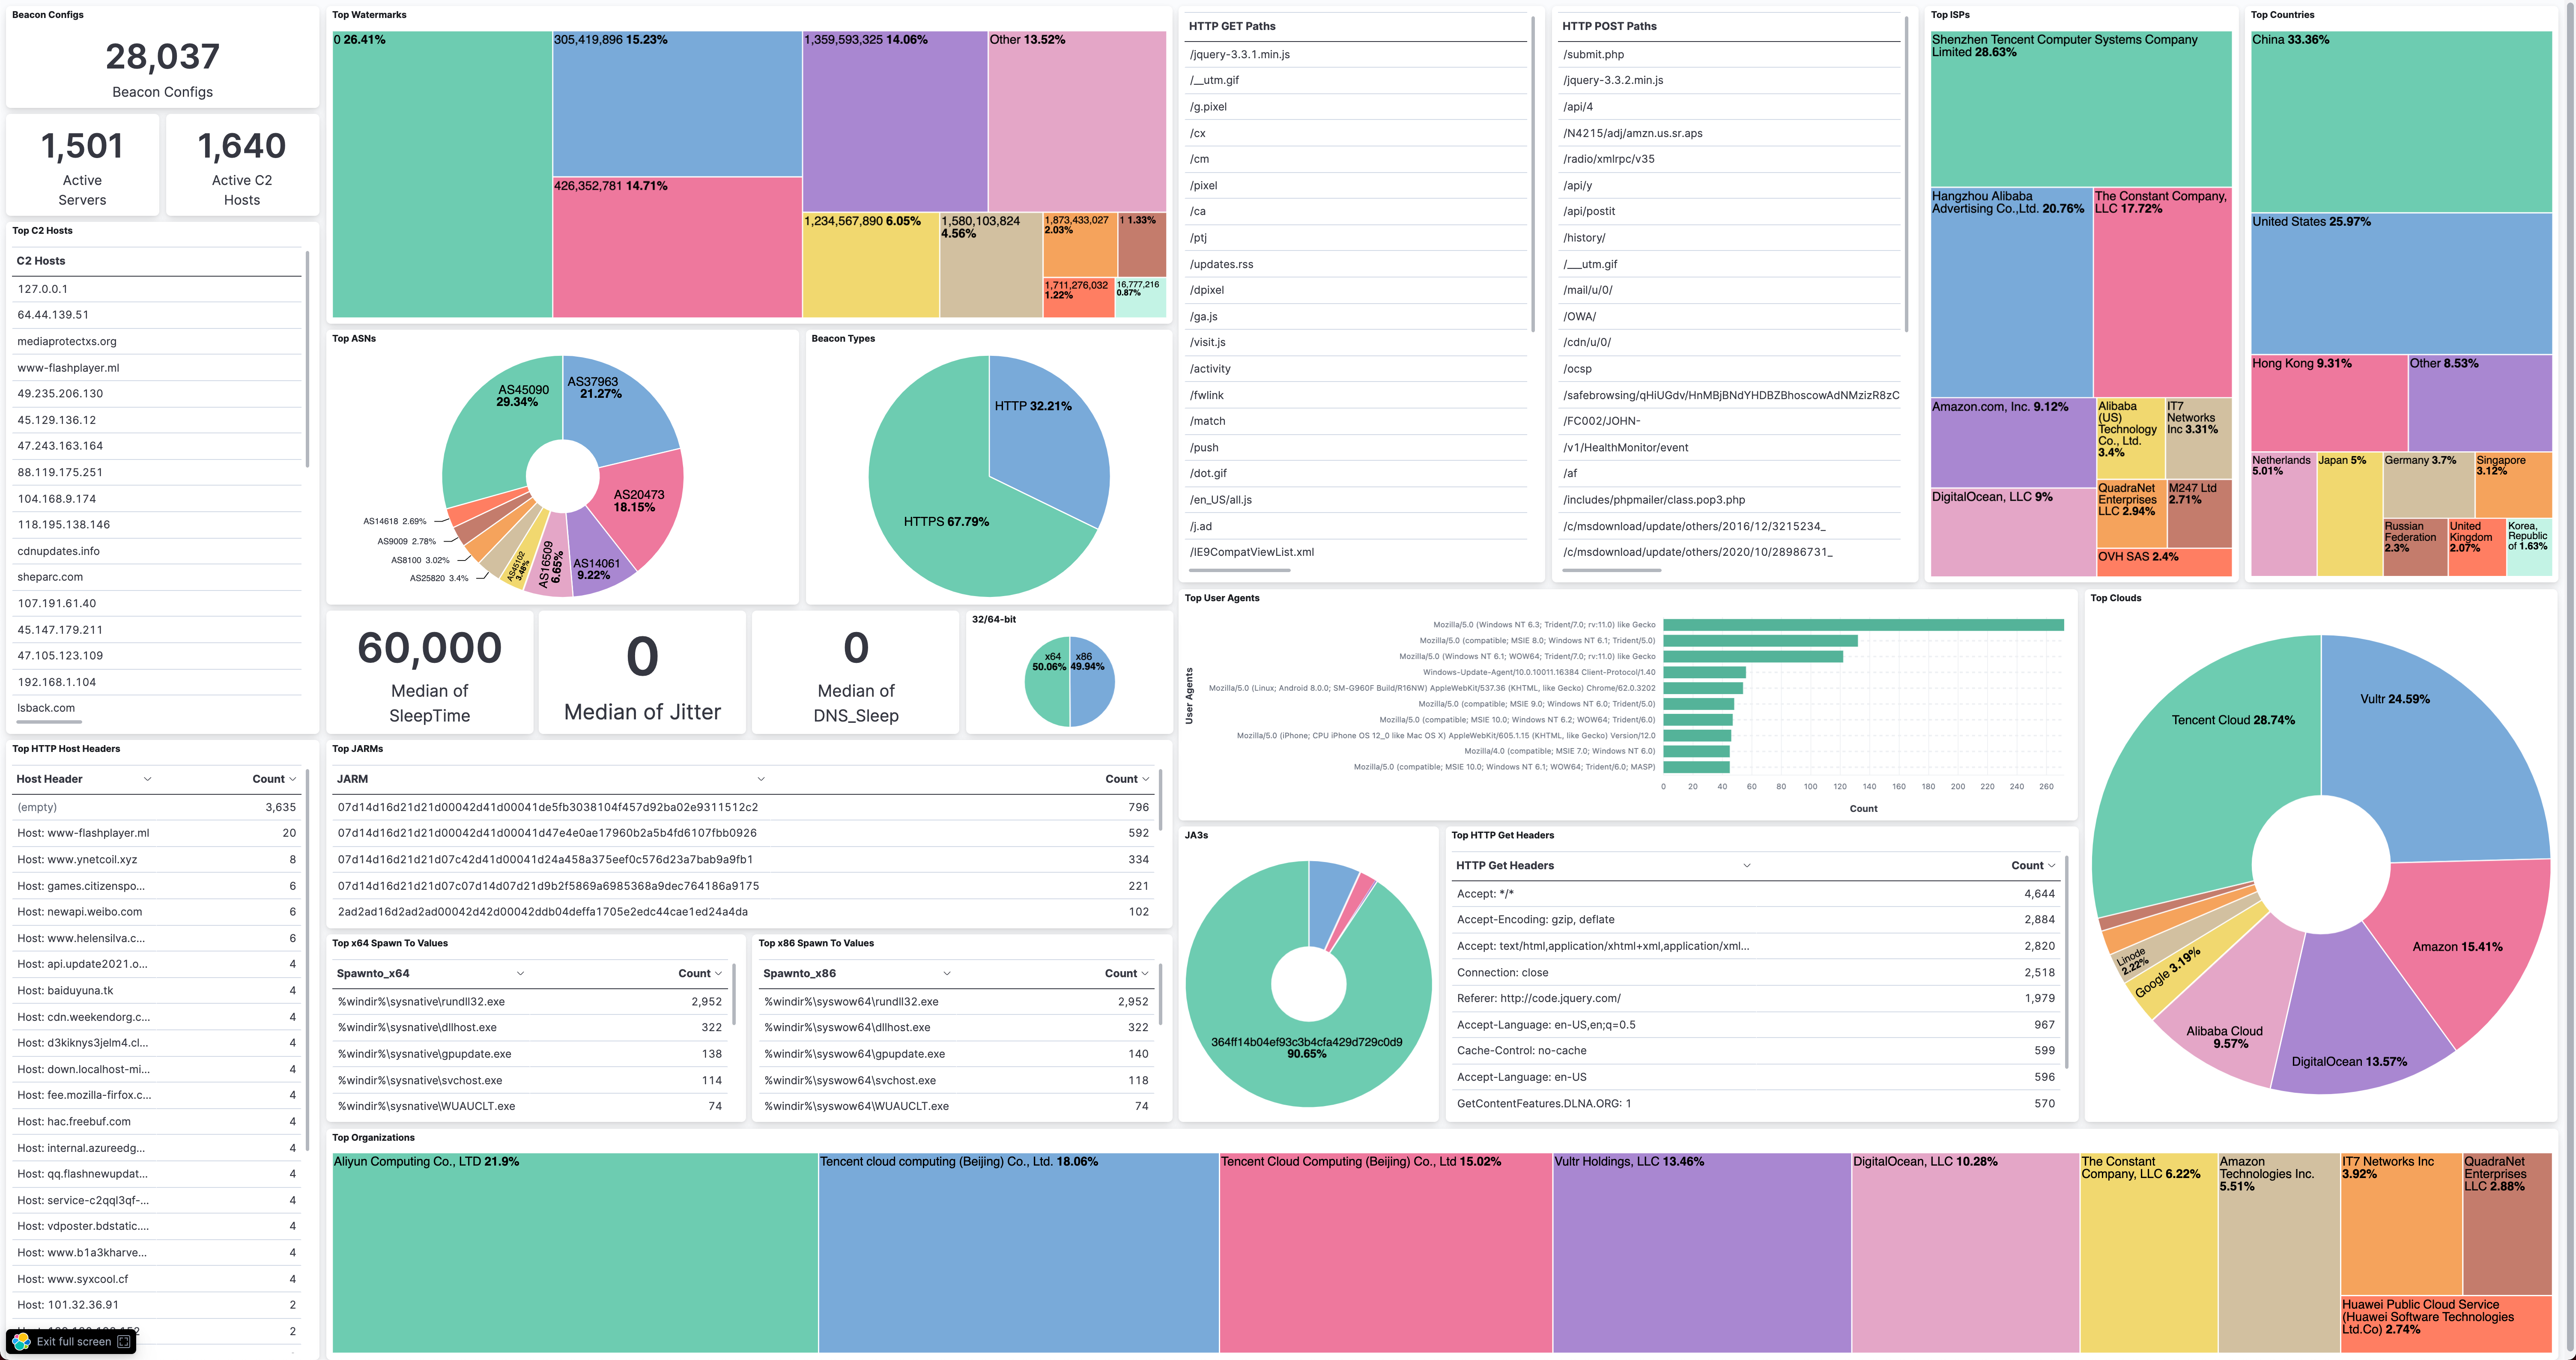 Beacon Configs
28,037
Beacon Configs
1,501
Active
Servers
1,640
Active C2
Hosts
Top C2 Hosts
C2 Hosts
127.0.0.1
64.44.139.51
mediaprotectxs.org
www-flashplayer.ml
49.235.206.130
45.129.136.12
47.243.163.164
88.119.175.251
104.168.9.174
118.195.138.146
cdnupdates.info
sheparc.com
107.191.61.40
45.147.179.211
47.105.123.109
192.168.1.104
lsback.com
Top HTTP Host Headers
Host Header Count
(empty) 3,635
Host: www-flashplayer.ml 20
Host: www.ynetcoil.xyz 8
Host: games.citizenspo... 6
Host: newapi.weibo.com 6
Host: www.helensilva.c... 6
Host: api.update2021.o... 4
Host: baiduyuna.tk 4
Host: cdn.weekendorg.c... 4
Host: d3kiknys3jelm4.cl... 4
Host: down.localhost-mi... 4
Host: fee.mozilla-firfox.c... 4
Host: hac.freebuf.com 4
Host: internal.azureedg... 4
Host: qq.flashnewupdat... 4
Host: service-c2qql3qf-... 4
Host: vdposter.bdstatic.... 4
Host: www.b1a3kharve... 4
Host: www.syxcool.cf 4
Host: 101.32.36.91 2
2
Exit full screen
Top Watermarks
0 26.41%
305,419,896 15.23%
426,352,781 14.71%
1,359,593,325 14.06%
Other 13.52%
1,234,567,890 6.05%
1,580,103,824
4.56%
1,873,433,027
2.03%
1 1.33%
1,711,276,032
1.22%
16,777,216
0.87%
Top ASNs
AS45090
29.34%
AS37963
21.27%
AS20473
18.15%
AS14061
9.22%
AS16509
6.65%
AS45102
3.48%
AS25820 3.4%
AS8100 3.02%
AS9009 2.78%
AS14618 2.69%
Beacon Types
HTTP 32.21%
HTTPS 67.79%
60,000
Median of
SleepTime
0
Median of Jitter
0
Median of
DNS_Sleep
32/64-bit
x64
50.06%
x86
49.94%
Top JARMs
JARM Count
07d14d16d21d21d00042d41d00041de5fb3038104f457d92ba02e9311512c2 796
07d14d16d21d21d00042d41d00041d47e4e0ae17960b2a5b4fd6107fbb0926 592
07d14d16d21d21d07c42d41d00041d24a458a375eef0c576d23a7bab9a9fb1 334
07d14d16d21d21d07c07d14d07d21d9b2f5869a6985368a9dec764186a9175 221
2ad2ad16d2ad2ad00042d42d00042ddb04deffa1705e2edc44cae1ed24a4da 102
Top x64 Spawn To Values
Spawnto_x64 Count
%windir%\sysnative\rundll32.exe 2,952
%windir%\sysnative\dllhost.exe 322
%windir%\sysnative\gpupdate.exe 138
%windir%\sysnative\svchost.exe 114
%windir%\sysnative\WUAUCLT.exe 74
Top x86 Spawn To Values
Spawnto_x86 Count
%windir%\syswow64\rundll32.exe 2,952
%windir%\syswow64\dllhost.exe 322
%windir%\syswow64\gpupdate.exe 140
%windir%\syswow64\svchost.exe 118
%windir%\syswow64\WUAUCLT.exe 74
HTTP GET Paths
/jquery-3.3.1.min.js
/__utm.gif
/g.pixel
/cx
/cm
/pixel
/ca
/ptj
/updates.rss
/dpixel
/ga.js
/visit.js
/activity
/fwlink
/match
/push
/dot.gif
/en_US/all.js
/j.ad
/IE9CompatViewList.xml
HTTP POST Paths
/submit.php
/jquery-3.3.2.min.js
/api/4
/N4215/adj/amzn.us.sr.aps
/radio/xmlrpc/v35
/api/y
/api/postit
/history/
/___utm.gif
/mail/u/0/
/OWA/
/cdn/u/0/
/ocsp
/safebrowsing/qHiUGdv/HnMBjBNdYHDBZBhoscowAdNMzizR8zC
/FC002/JOHN-
/v1/HealthMonitor/event
/af
/includes/phpmailer/class.pop3.php
/c/msdownload/update/others/2016/12/3215234_
/c/msdownload/update/others/2020/10/28986731_
Top ISPs
Shenzhen Tencent Computer Systems Company
Limited 28.63%
Hangzhou Alibaba
Advertising Co.,Ltd. 20.76%
The Constant Company,
LLC 17.72%
Amazon.com, Inc. 9.12%
DigitalOcean, LLC 9%
Alibaba
(US)
Technology
Co., Ltd.
3.4%
IT7
Networks
Inc 3.31%
QuadraNet
Enterprises
LLC 2.94%
M247 Ltd
2.71%
OVH SAS 2.4%
Top Countries
China 33.36%
United States 25.97%
Hong Kong 9.31%
Other 8.53%
Netherlands
5.01%
Japan 5%
Germany 3.7%
Singapore
3.12%
Russian
Federation
2.3%
United
Kingdom
2.07%
Korea,
Republic
of 1.63%
Top User Agents
User Agents
Mozilla/5.0 (Windows NT 6.3; Trident/7.0; rv:11.0) like Gecko
Mozilla/5.0 (compatible; MSIE 8.0; Windows NT 6.1; Trident/5.0)
Mozilla/5.0 (Windows NT 6.1; WOW64; Trident/7.0; rv:11.0) like Gecko
Windows-Update-Agent/10.0.10011.16384 Client-Protocol/1.40
Mozilla/5.0 (Linux; Android 8.0.0; SM-G960F Build/R16NW) AppleWebKit/537.36 (KHTML, like Gecko) Chrome/62.0.3202
Mozilla/5.0 (compatible; MSIE 9.0; Windows NT 6.0; Trident/5.0)
Mozilla/5.0 (compatible; MSIE 10.0; Windows NT 6.2; WOW64; Trident/6.0)
Mozilla/5.0 (iPhone; CPU iPhone OS 12_0 like Mac OS X) AppleWebKit/605.1.15 (KHTML, like Gecko) Version/12.0
Mozilla/4.0 (compatible; MSIE 7.0; Windows NT 6.0)
Mozilla/5.0 (compatible; MSIE 10.0; Windows NT 6.1; WOW64; Trident/6.0; MASP)
0 20 40 60 80 100 120 140 160 180 200 220 240 260
Count
JA3s
364ff14b04ef93c3b4cfa429d729c0d9
90.65%
Top HTTP Get Headers
HTTP Get Headers Count
Accept: */* 4,644
Accept-Encoding: gzip, deflate 2,884
Accept: text/html,application/xhtml+xml,application/xml... 2,820
Connection: close 2,518
Referer: http://code.jquery.com/ 1,979
Accept-Language: en-US,en;q=0.5 967
Cache-Control: no-cache 599
Accept-Language: en-US 596
GetContentFeatures.DLNA.ORG: 1 570
Top Clouds
Tencent Cloud 28.74%
Vultr 24.59%
Amazon 15.41%
DigitalOcean 13.57%
Alibaba Cloud
9.57%
Google 3.19%
Linode
2.22%
Top Organizations
Aliyun Computing Co., LTD 21.9%
Tencent cloud computing (Beijing) Co., Ltd. 18.06%
Tencent Cloud Computing (Beijing) Co., Ltd 15.02%
Vultr Holdings, LLC 13.46%
DigitalOcean, LLC 10.28%
The Constant
Company, LLC 6.22%
Amazon
Technologies Inc.
5.51%
IT7 Networks Inc
3.92%
QuadraNet
Enterprises
LLC 2.88%
Huawei Public Cloud Service
(Huawei Software Technologies
Ltd.Co) 2.74%